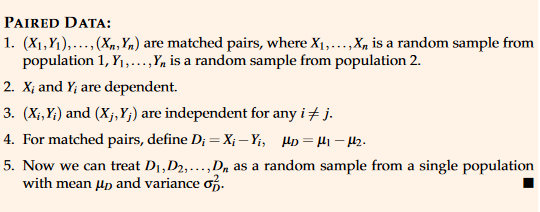 PAIRED DATA:
1. (X₁,Y₁),...,(Xₙ,Yₙ) are matched pairs, where X₁,...,Xₙ is a random sample from
population 1, Y₁,...,Yₙ is a random sample from population 2.
2. Xᵢ and Yᵢ are dependent.
3. (Xᵢ,Yᵢ) and (Xⱼ,Yⱼ) are independent for any i ≠ j.
4. For matched pairs, define Dᵢ = Xᵢ − Yᵢ, μ_D = μ₁ − μ₂.
5. Now we can treat D₁,D₂,...,Dₙ as a random sample from a single population
with mean μ_D and variance σ²_D. ■